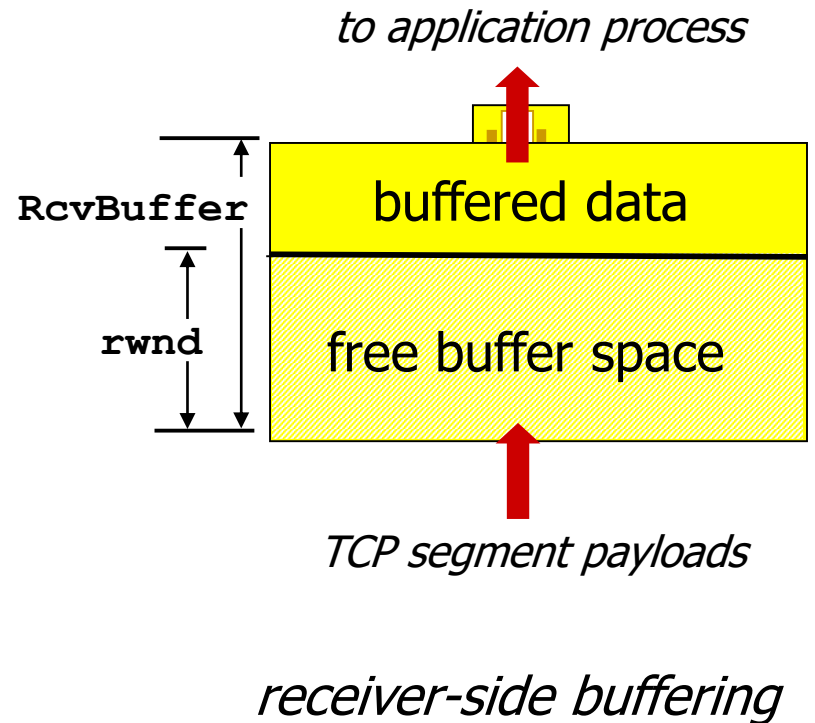 to application process
RcvBuffer
buffered data
rwnd
free buffer space
TCP segment payloads
receiver-side buffering